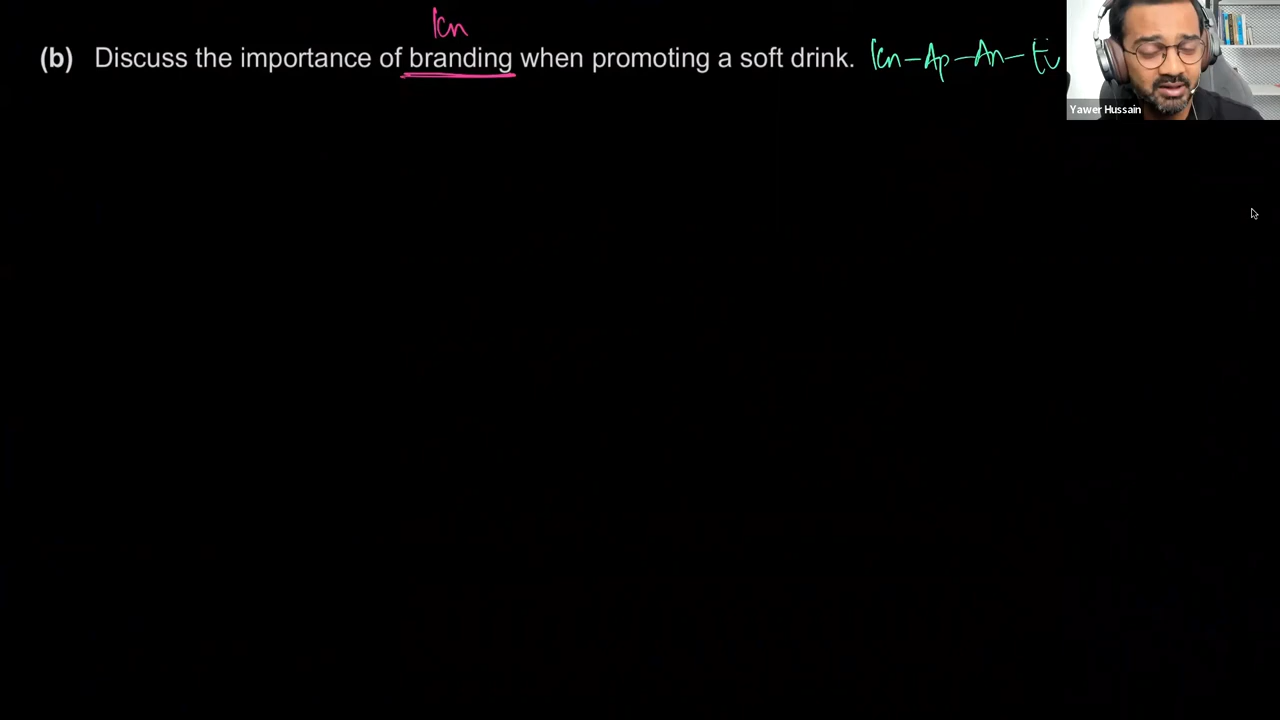 Kn
(b) Discuss the importance of branding when promoting a soft drink. Kn-Ap-An-Ev
Yawer Hussain